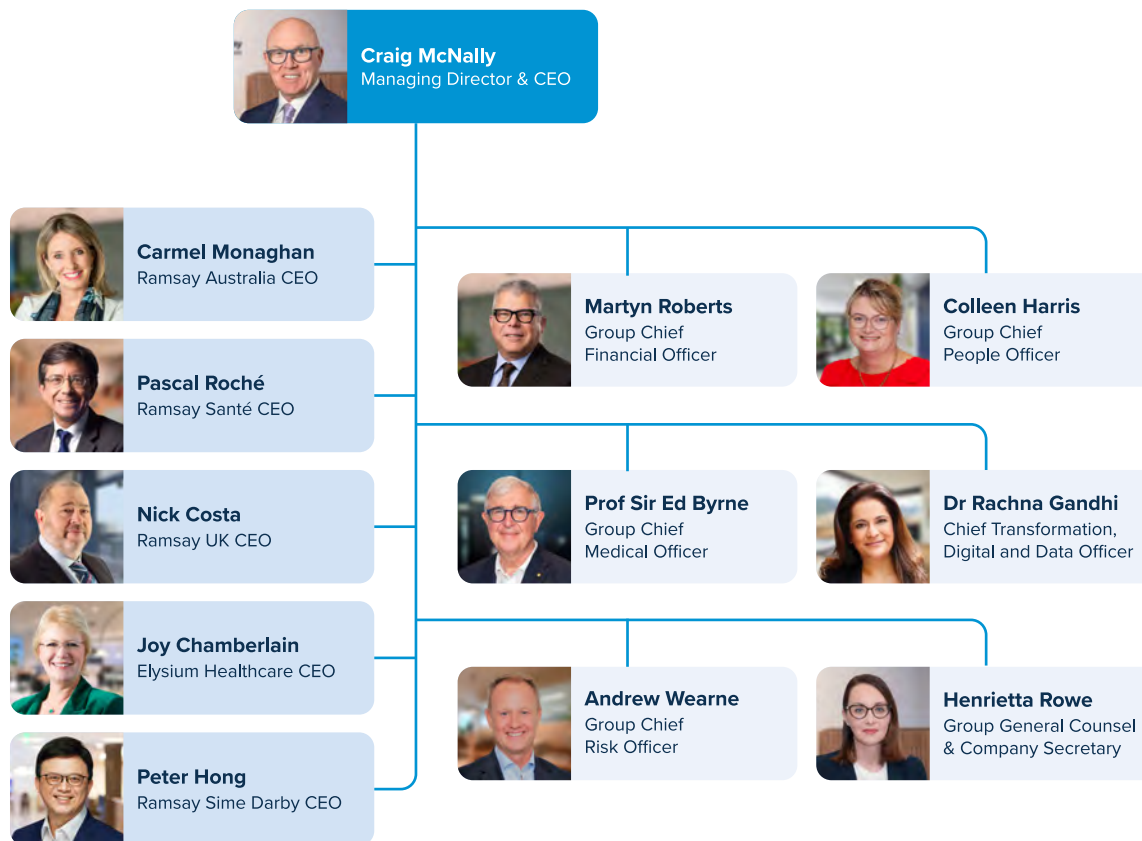 Craig McNally
Managing Director & CEO
Carmel Monaghan
Ramsay Australia CEO
Pascal Roché
Ramsay Santé CEO
Nick Costa
Ramsay UK CEO
Joy Chamberlain
Elysium Healthcare CEO
Peter Hong
Ramsay Sime Darby CEO
Martyn Roberts
Group Chief
Financial Officer
Colleen Harris
Group Chief
People Officer
Prof Sir Ed Byrne
Group Chief
Medical Officer
Dr Rachna Gandhi
Chief Transformation,
Digital and Data Officer
Andrew Wearne
Group Chief
Risk Officer
Henrietta Rowe
Group General Counsel
& Company Secretary